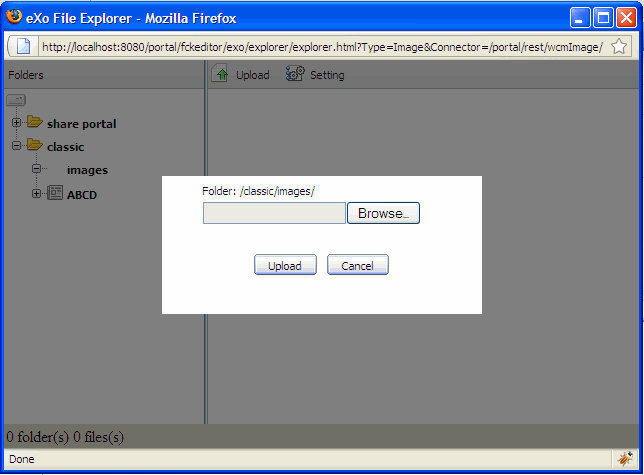 eXo File Explorer - Mozilla Firefox
http://localhost:8080/portal/fckeditor/exo/explorer/explorer.html?Type=Image&Connector=/portal/rest/wcmImage/
Folders
Upload
Setting
share portal
classic
images
ABCD
Folder: /classic/images/
Browse...
Upload
Cancel
0 folder(s) 0 files(s)
Done